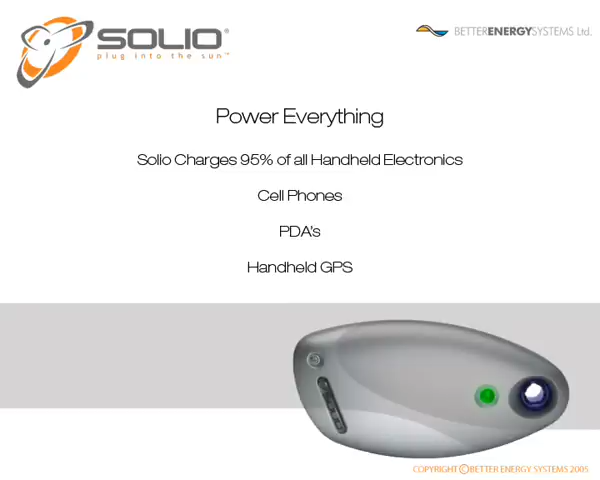 SOLIO®
plug into the sun™
BETTERENERGYSYSTEMS Ltd.
Power Everything
Solio Charges 95% of all Handheld Electronics
Cell Phones
PDA's
Handheld GPS
COPYRIGHT © BETTER ENERGY SYSTEMS 2005